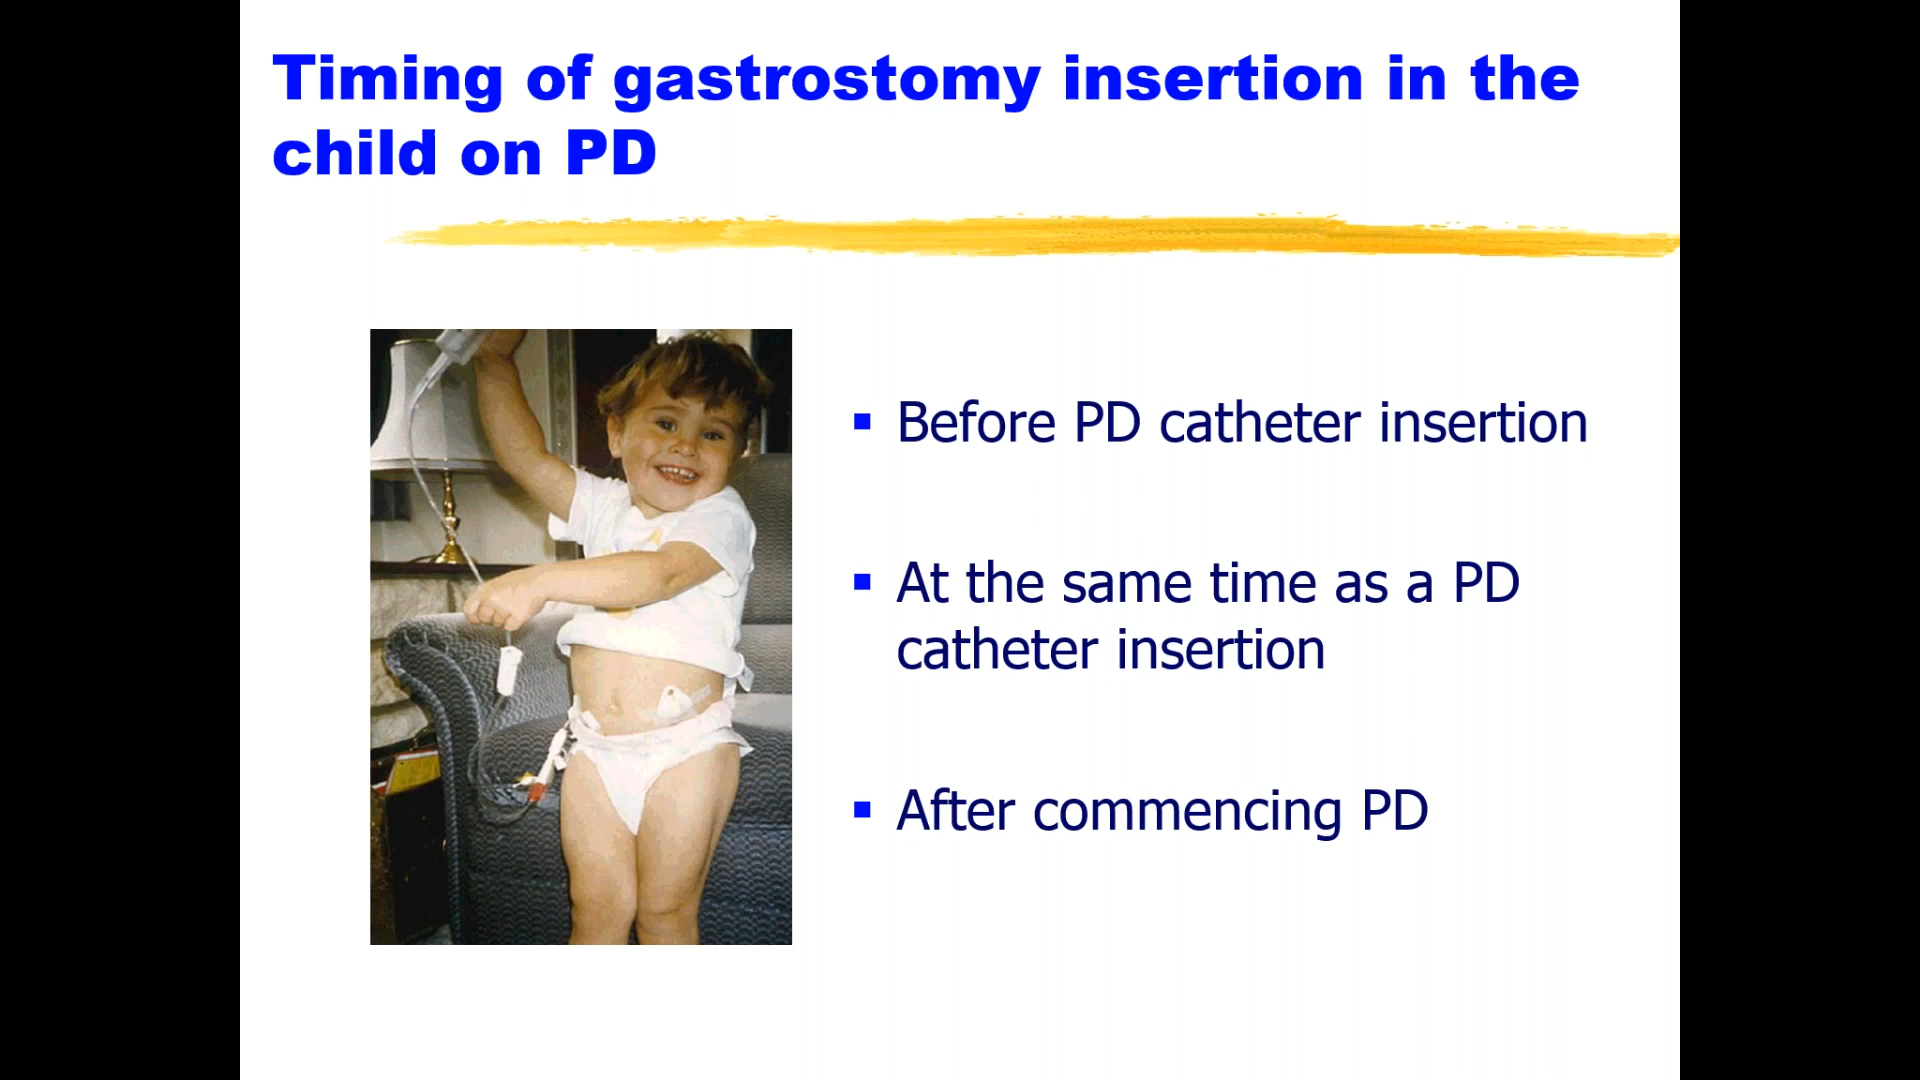 Timing of gastrostomy insertion in the
child on PD
Before PD catheter insertion
At the same time as a PD
catheter insertion
After commencing PD